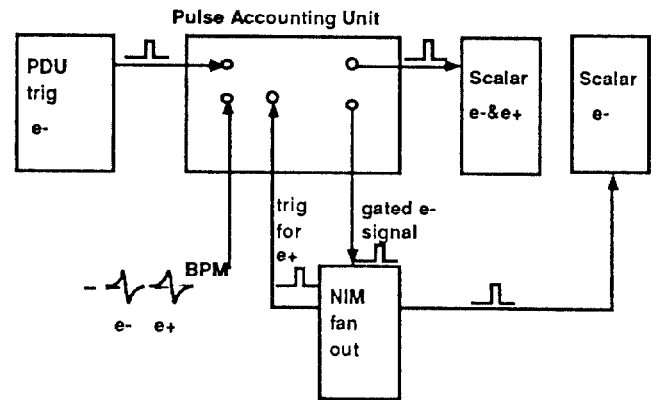 Pulse Accounting Unit
PDU
trig
e-
Scalar
e-&e+
Scalar
e-
trig
for
e+
gated e-
signal
BPM
e- e+
NIM
fan
out